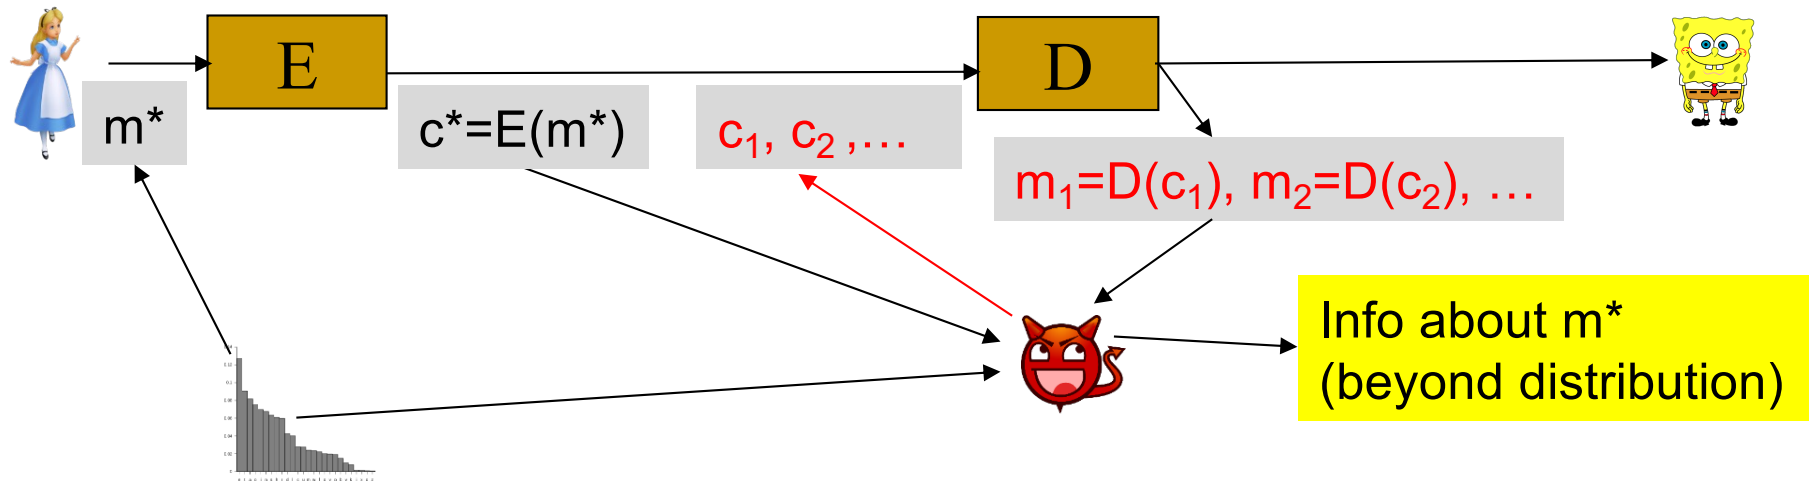 E
D
m*
c*=E(m*)
c₁, c₂ ,…
m₁=D(c₁), m₂=D(c₂), …
Info about m*
(beyond distribution)